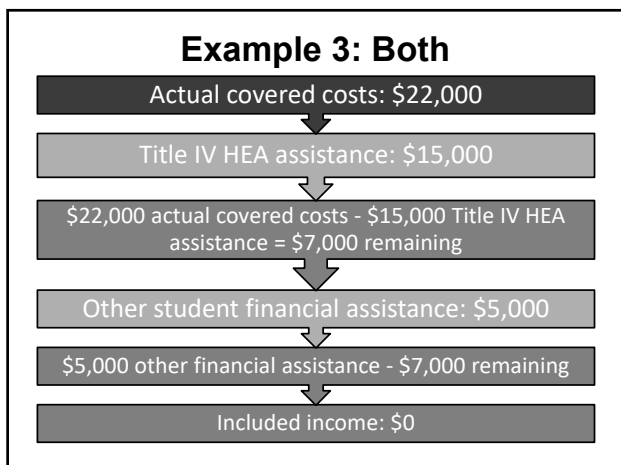 Example 3: Both
Actual covered costs: $22,000
Title IV HEA assistance: $15,000
$22,000 actual covered costs - $15,000 Title IV HEA
assistance = $7,000 remaining
Other student financial assistance: $5,000
$5,000 other financial assistance - $7,000 remaining
Included income: $0